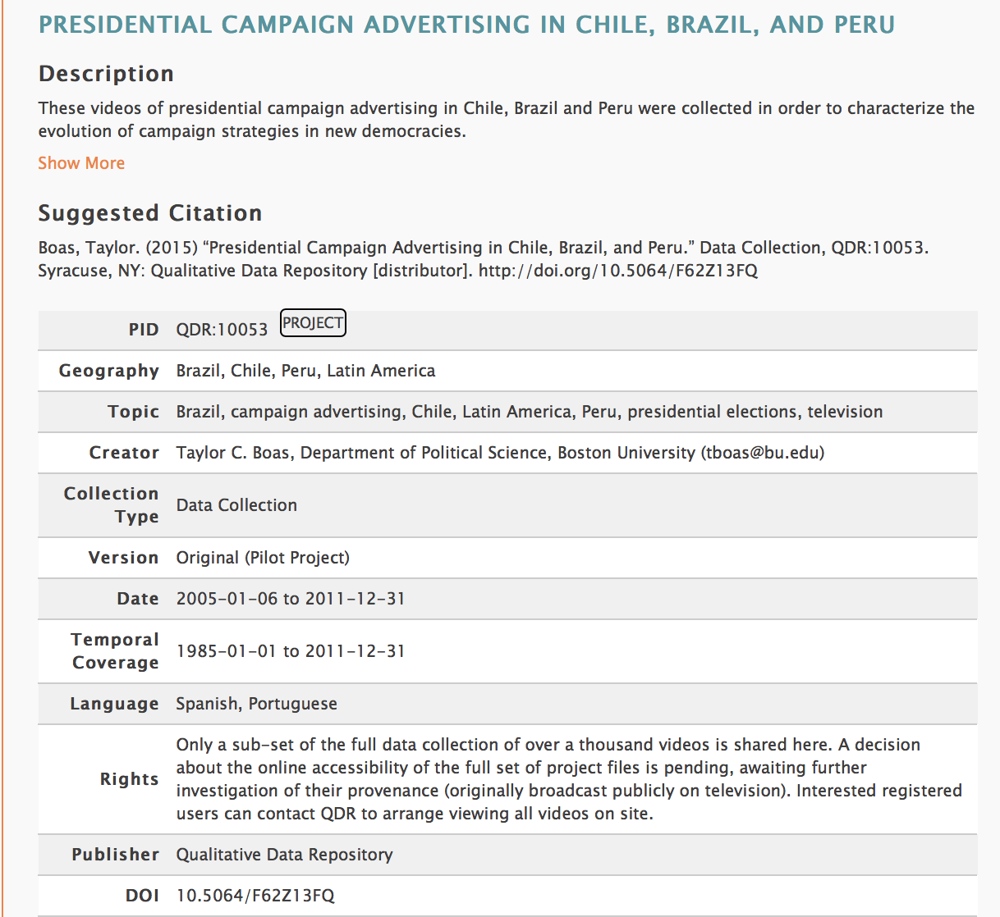 PRESIDENTIAL CAMPAIGN ADVERTISING IN CHILE, BRAZIL, AND PERU
Description
These videos of presidential campaign advertising in Chile, Brazil and Peru were collected in order to characterize the
evolution of campaign strategies in new democracies.
Show More
Suggested Citation
Boas, Taylor. (2015) “Presidential Campaign Advertising in Chile, Brazil, and Peru.” Data Collection, QDR:10053.
Syracuse, NY: Qualitative Data Repository [distributor]. http://doi.org/10.5064/F62Z13FQ
PID QDR:10053 PROJECT
Geography Brazil, Chile, Peru, Latin America
Topic Brazil, campaign advertising, Chile, Latin America, Peru, presidential elections, television
Creator Taylor C. Boas, Department of Political Science, Boston University (tboas@bu.edu)
Collection
Type
Data Collection
Version Original (Pilot Project)
Date 2005-01-06 to 2011-12-31
Temporal
Coverage
1985-01-01 to 2011-12-31
Language Spanish, Portuguese
Rights
Only a sub-set of the full data collection of over a thousand videos is shared here. A decision
about the online accessibility of the full set of project files is pending, awaiting further
investigation of their provenance (originally broadcast publicly on television). Interested registered
users can contact QDR to arrange viewing all videos on site.
Publisher Qualitative Data Repository
DOI 10.5064/F62Z13FQ